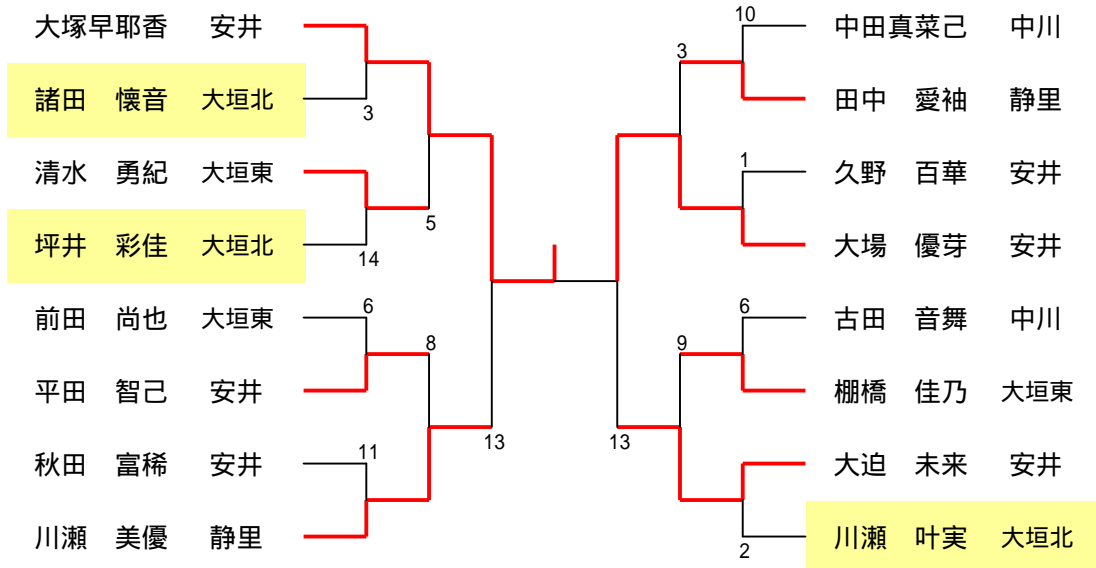 大塚早耶香 安井
諸田 懐音 大垣北
清水 勇紀 大垣東
坪井 彩佳 大垣北
前田 尚也 大垣東
平田 智己 安井
秋田 富稀 安井
川瀬 美優 静里
3
14
6
11
5
8
13
13
3
9
10
1
6
2
中田真菜己 中川
田中 愛袖 静里
久野 百華 安井
大場 優芽 安井
古田 音舞 中川
棚橋 佳乃 大垣東
大迫 未来 安井
川瀬 叶実 大垣北